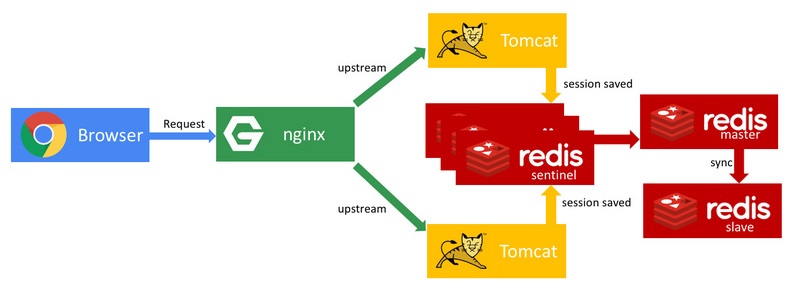 Browser
Request
nginx
upstream
upstream
Tomcat
session saved
redis
sentinel
session saved
Tomcat
redis
master
sync
redis
slave